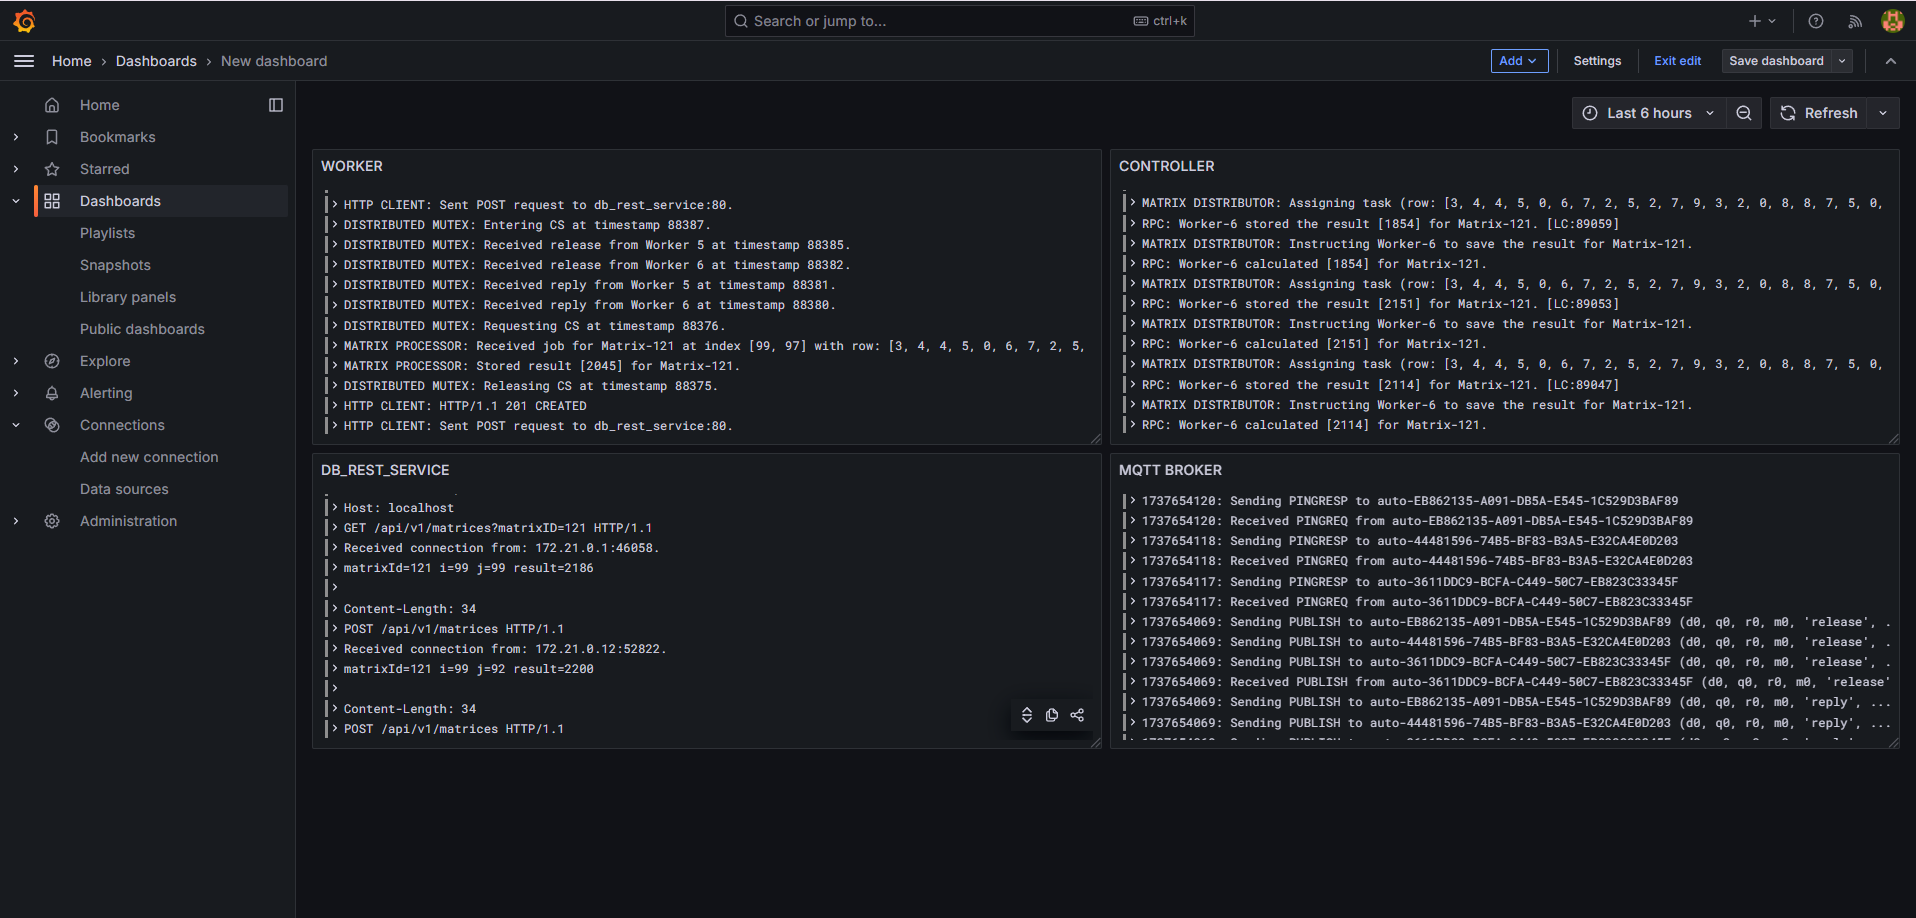 Search or jump to...
ctrl+k
Home
Dashboards
New dashboard
Add
Settings
Exit edit
Save dashboard
Home
Bookmarks
Starred
Dashboards
Playlists
Snapshots
Library panels
Public dashboards
Explore
Alerting
Connections
Add new connection
Data sources
Administration
Last 6 hours
Refresh
WORKER
HTTP CLIENT: Sent POST request to db_rest_service:80.
DISTRIBUTED MUTEX: Entering CS at timestamp 88387.
DISTRIBUTED MUTEX: Received release from Worker 5 at timestamp 88385.
DISTRIBUTED MUTEX: Received release from Worker 6 at timestamp 88382.
DISTRIBUTED MUTEX: Received reply from Worker 5 at timestamp 88381.
DISTRIBUTED MUTEX: Received reply from Worker 6 at timestamp 88380.
DISTRIBUTED MUTEX: Requesting CS at timestamp 88376.
MATRIX PROCESSOR: Received job for Matrix-121 at index [99, 97] with row: [3, 4, 4, 5, 0, 6, 7, 2, 5,
MATRIX PROCESSOR: Stored result [2045] for Matrix-121.
DISTRIBUTED MUTEX: Releasing CS at timestamp 88375.
HTTP CLIENT: HTTP/1.1 201 CREATED
HTTP CLIENT: Sent POST request to db_rest_service:80.
CONTROLLER
MATRIX DISTRIBUTOR: Assigning task (row: [3, 4, 4, 5, 0, 6, 7, 2, 5, 2, 7, 9, 3, 2, 0, 8, 8, 7, 5, 0,
RPC: Worker-6 stored the result [1854] for Matrix-121. [LC:89059]
MATRIX DISTRIBUTOR: Instructing Worker-6 to save the result for Matrix-121.
RPC: Worker-6 calculated [1854] for Matrix-121.
MATRIX DISTRIBUTOR: Assigning task (row: [3, 4, 4, 5, 0, 6, 7, 2, 5, 2, 7, 9, 3, 2, 0, 8, 8, 7, 5, 0,
RPC: Worker-6 stored the result [2151] for Matrix-121. [LC:89053]
MATRIX DISTRIBUTOR: Instructing Worker-6 to save the result for Matrix-121.
RPC: Worker-6 calculated [2151] for Matrix-121.
MATRIX DISTRIBUTOR: Assigning task (row: [3, 4, 4, 5, 0, 6, 7, 2, 5, 2, 7, 9, 3, 2, 0, 8, 8, 7, 5, 0,
RPC: Worker-6 stored the result [2114] for Matrix-121. [LC:89047]
MATRIX DISTRIBUTOR: Instructing Worker-6 to save the result for Matrix-121.
RPC: Worker-6 calculated [2114] for Matrix-121.
DB_REST_SERVICE
Host: localhost
GET /api/v1/matrices?matrixID=121 HTTP/1.1
Received connection from: 172.21.0.1:46058.
matrixId=121 i=99 j=99 result=2186
Content-Length: 34
POST /api/v1/matrices HTTP/1.1
Received connection from: 172.21.0.12:52822.
matrixId=121 i=99 j=92 result=2200
Content-Length: 34
POST /api/v1/matrices HTTP/1.1
MQTT BROKER
1737654120: Sending PINGRESP to auto-EB862135-A091-DB5A-E545-1C529D3BAF89
1737654120: Received PINGREQ from auto-EB862135-A091-DB5A-E545-1C529D3BAF89
1737654118: Sending PINGRESP to auto-44481596-74B5-BF83-B3A5-E32CA4E0D203
1737654118: Received PINGREQ from auto-44481596-74B5-BF83-B3A5-E32CA4E0D203
1737654117: Sending PINGRESP to auto-3611DDC9-BCFA-C449-50C7-EB823C33345F
1737654117: Received PINGREQ from auto-3611DDC9-BCFA-C449-50C7-EB823C33345F
1737654069: Sending PUBLISH to auto-EB862135-A091-DB5A-E545-1C529D3BAF89 (d0, q0, r0, m0, 'release', .
1737654069: Sending PUBLISH to auto-44481596-74B5-BF83-B3A5-E32CA4E0D203 (d0, q0, r0, m0, 'release', .
1737654069: Sending PUBLISH to auto-3611DDC9-BCFA-C449-50C7-EB823C33345F (d0, q0, r0, m0, 'release', .
1737654069: Received PUBLISH from auto-3611DDC9-BCFA-C449-50C7-EB823C33345F (d0, q0, r0, m0, 'release'
1737654069: Sending PUBLISH to auto-EB862135-A091-DB5A-E545-1C529D3BAF89 (d0, q0, r0, m0, 'reply', ...
1737654069: Sending PUBLISH to auto-44481596-74B5-BF83-B3A5-E32CA4E0D203 (d0, q0, r0, m0, 'reply', ...